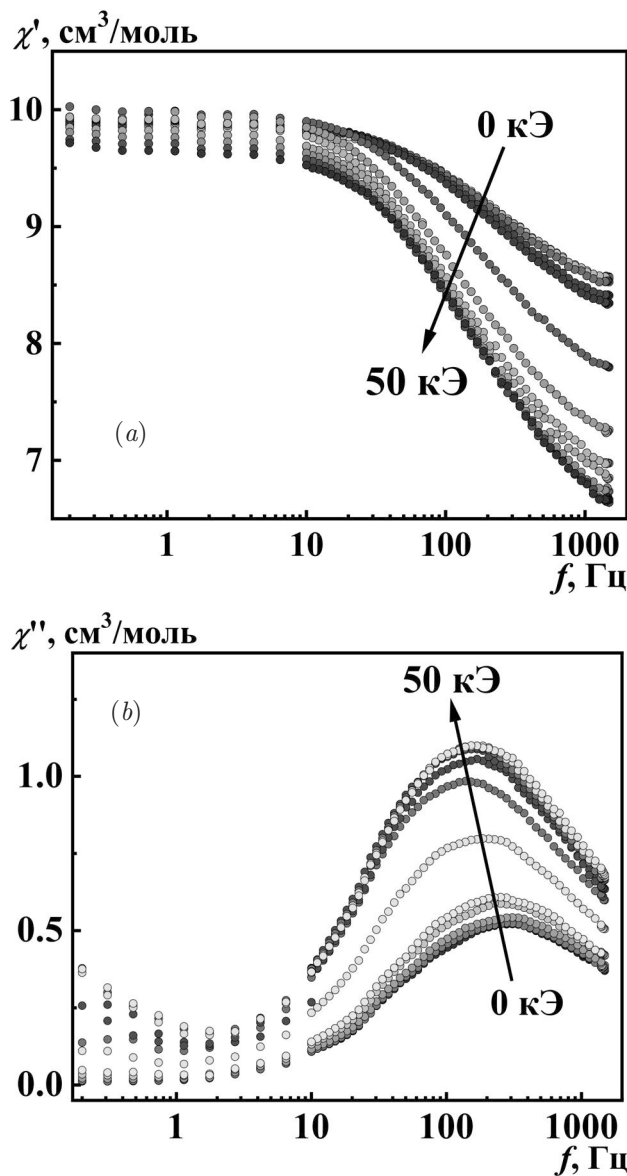 χ', см³/моль
10
9
8
7
0 кЭ
50 кЭ
(a)
1 10 100 1000
f, Гц
χ'', см³/моль
1.0
0.5
0.0
50 кЭ
(b)
0 кЭ
1 10 100 1000
f, Гц